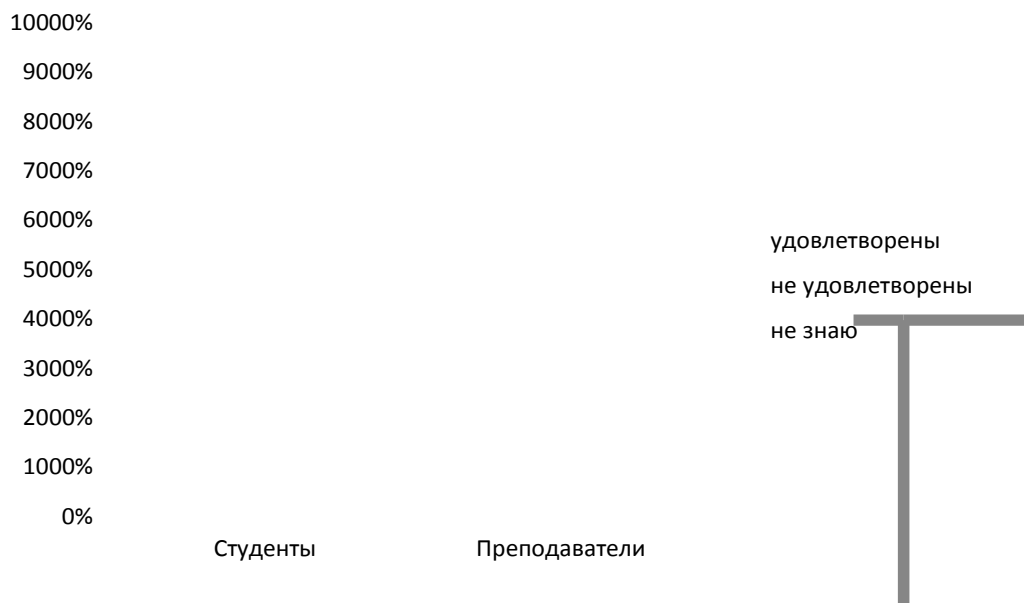 10000%
9000%
8000%
7000%
6000%
5000%
4000%
3000%
2000%
1000%
0%
Студенты Преподаватели
удовлетворены
не удовлетворены
не знаю